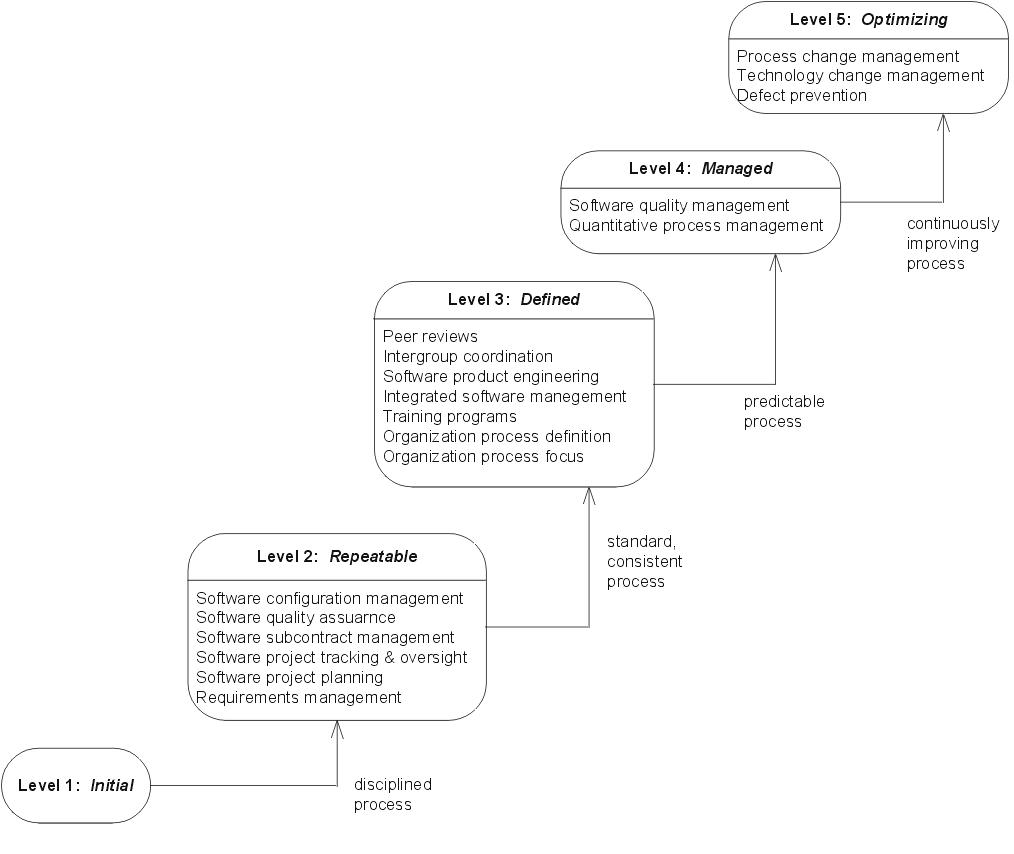 Level 5: Optimizing
Process change management
Technology change management
Defect prevention
Level 4: Managed
Software quality management
Quantitative process management
continuously
improving
process
Level 3: Defined
Peer reviews
Intergroup coordination
Software product engineering
Integrated software manegement
Training programs
Organization process definition
Organization process focus
predictable
process
Level 2: Repeatable
Software configuration management
Software quality assuarnce
Software subcontract management
Software project tracking & oversight
Software project planning
Requirements management
standard,
consistent
process
Level 1: Initial
disciplined
process